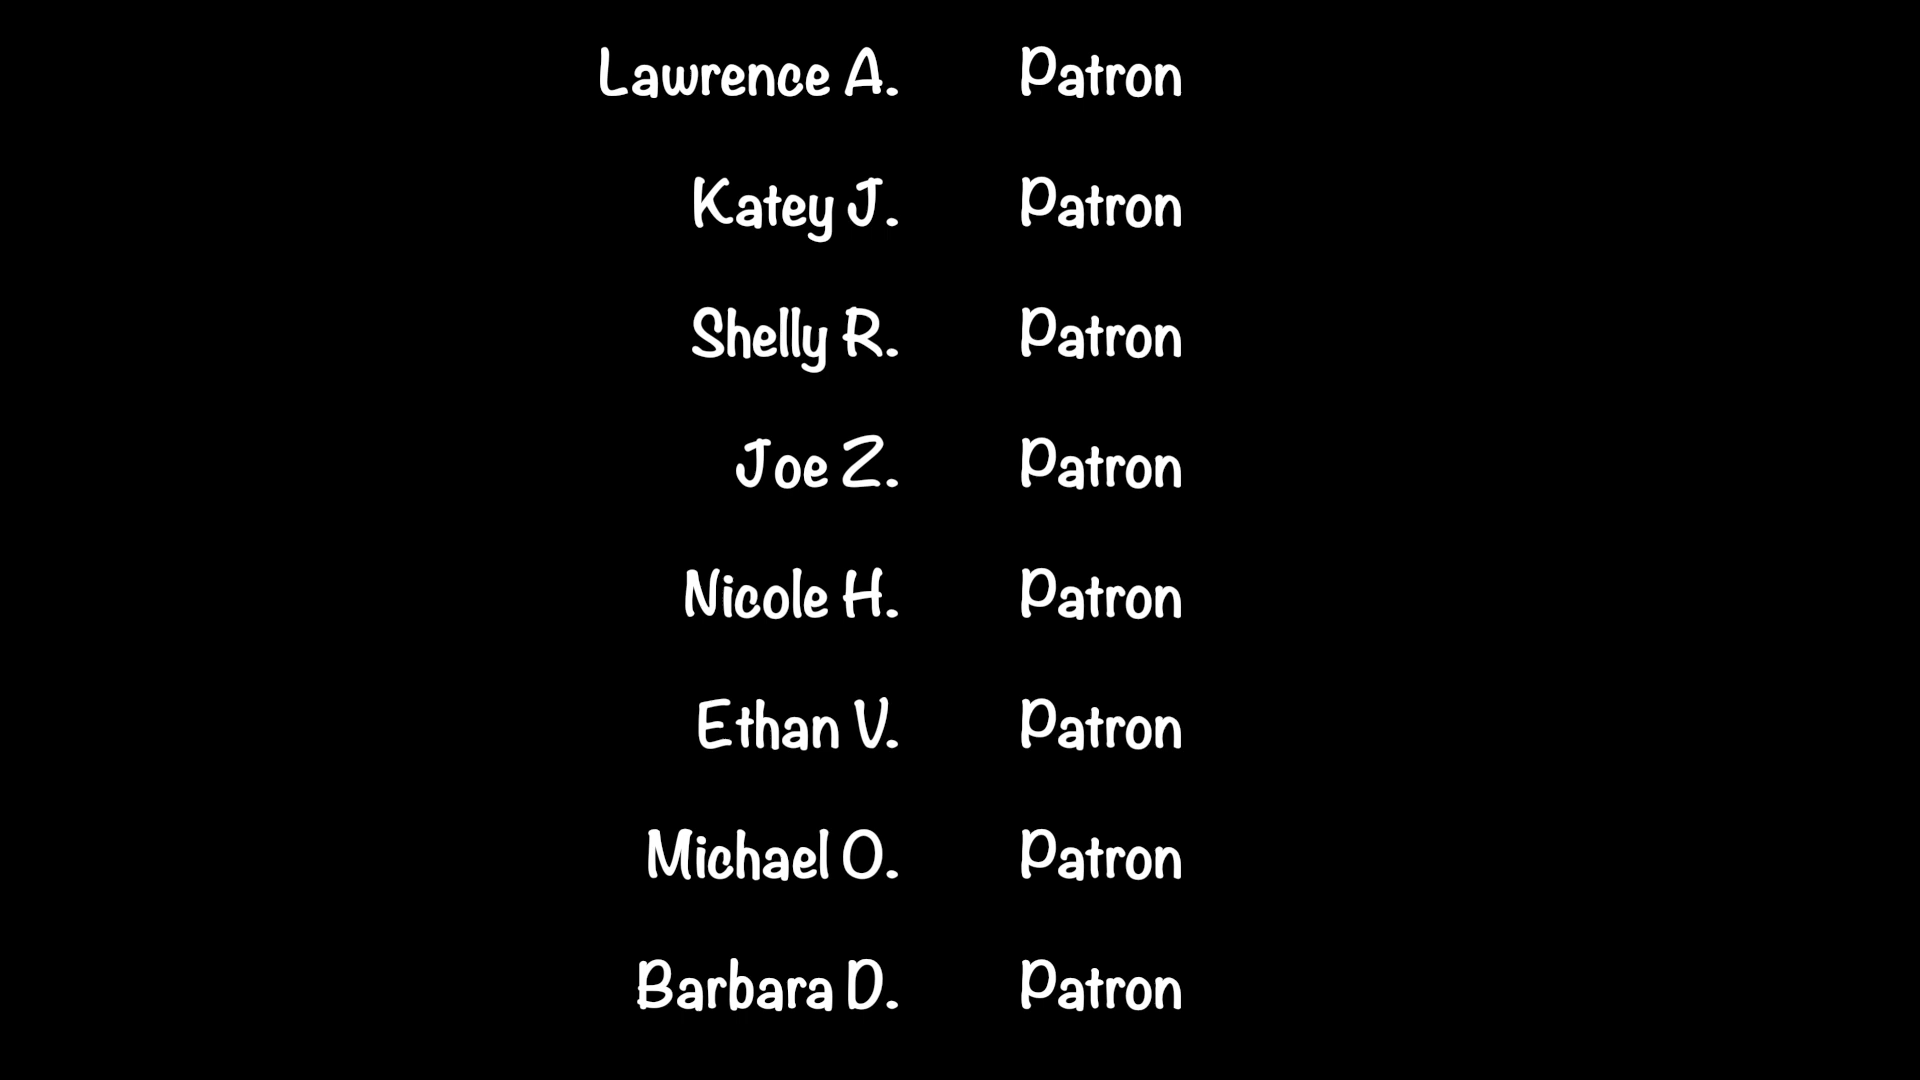 Lawrence A. Patron
Katey J. Patron
Shelly R. Patron
Joe Z. Patron
Nicole H. Patron
Ethan V. Patron
Michael O. Patron
Barbara D. Patron